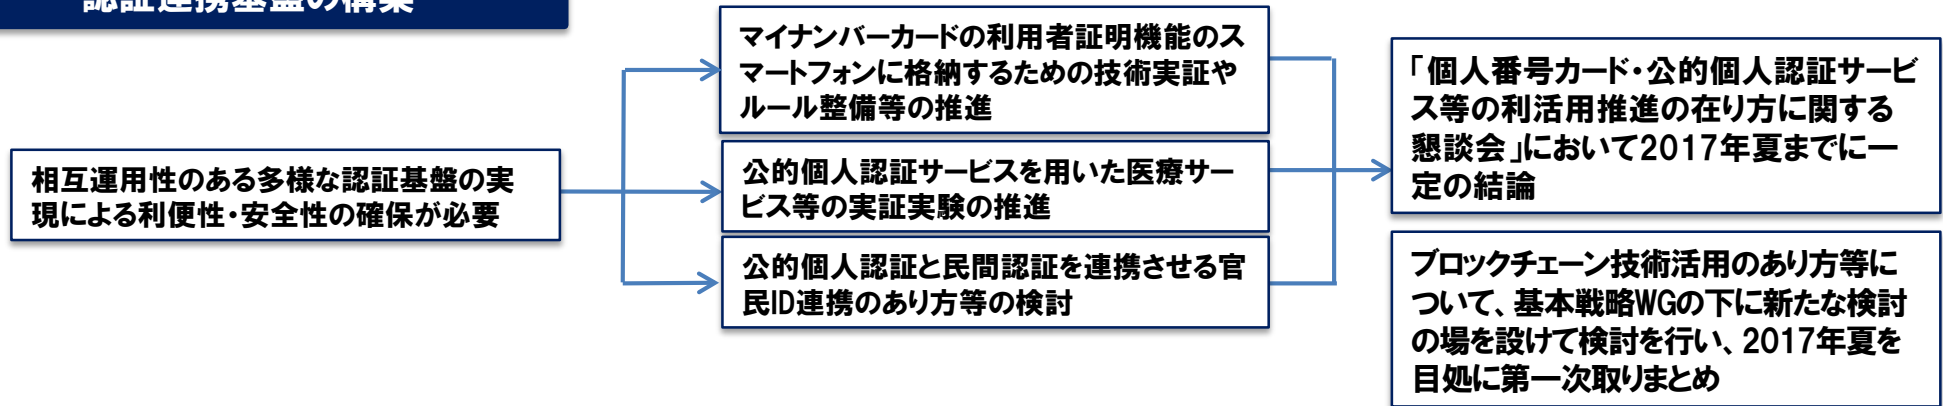 認証連携基盤の構築
相互運用性のある多様な認証基盤の実
現による利便性・安全性の確保が必要
マイナンバーカードの利用者証明機能のス
マートフォンに格納するための技術実証や
ルール整備等の推進
公的個人認証サービスを用いた医療サー
ビス等の実証実験の推進
公的個人認証と民間認証を連携させる官
民ID連携のあり方等の検討
「個人番号カード・公的個人認証サービ
ス等の利活用推進の在り方に関する
懇談会」において2017年夏までに一
定の結論
ブロックチェーン技術活用のあり方等に
ついて、基本戦略WGの下に新たな検討
の場を設けて検討を行い、2017年夏を
目処に第一次取りまとめ